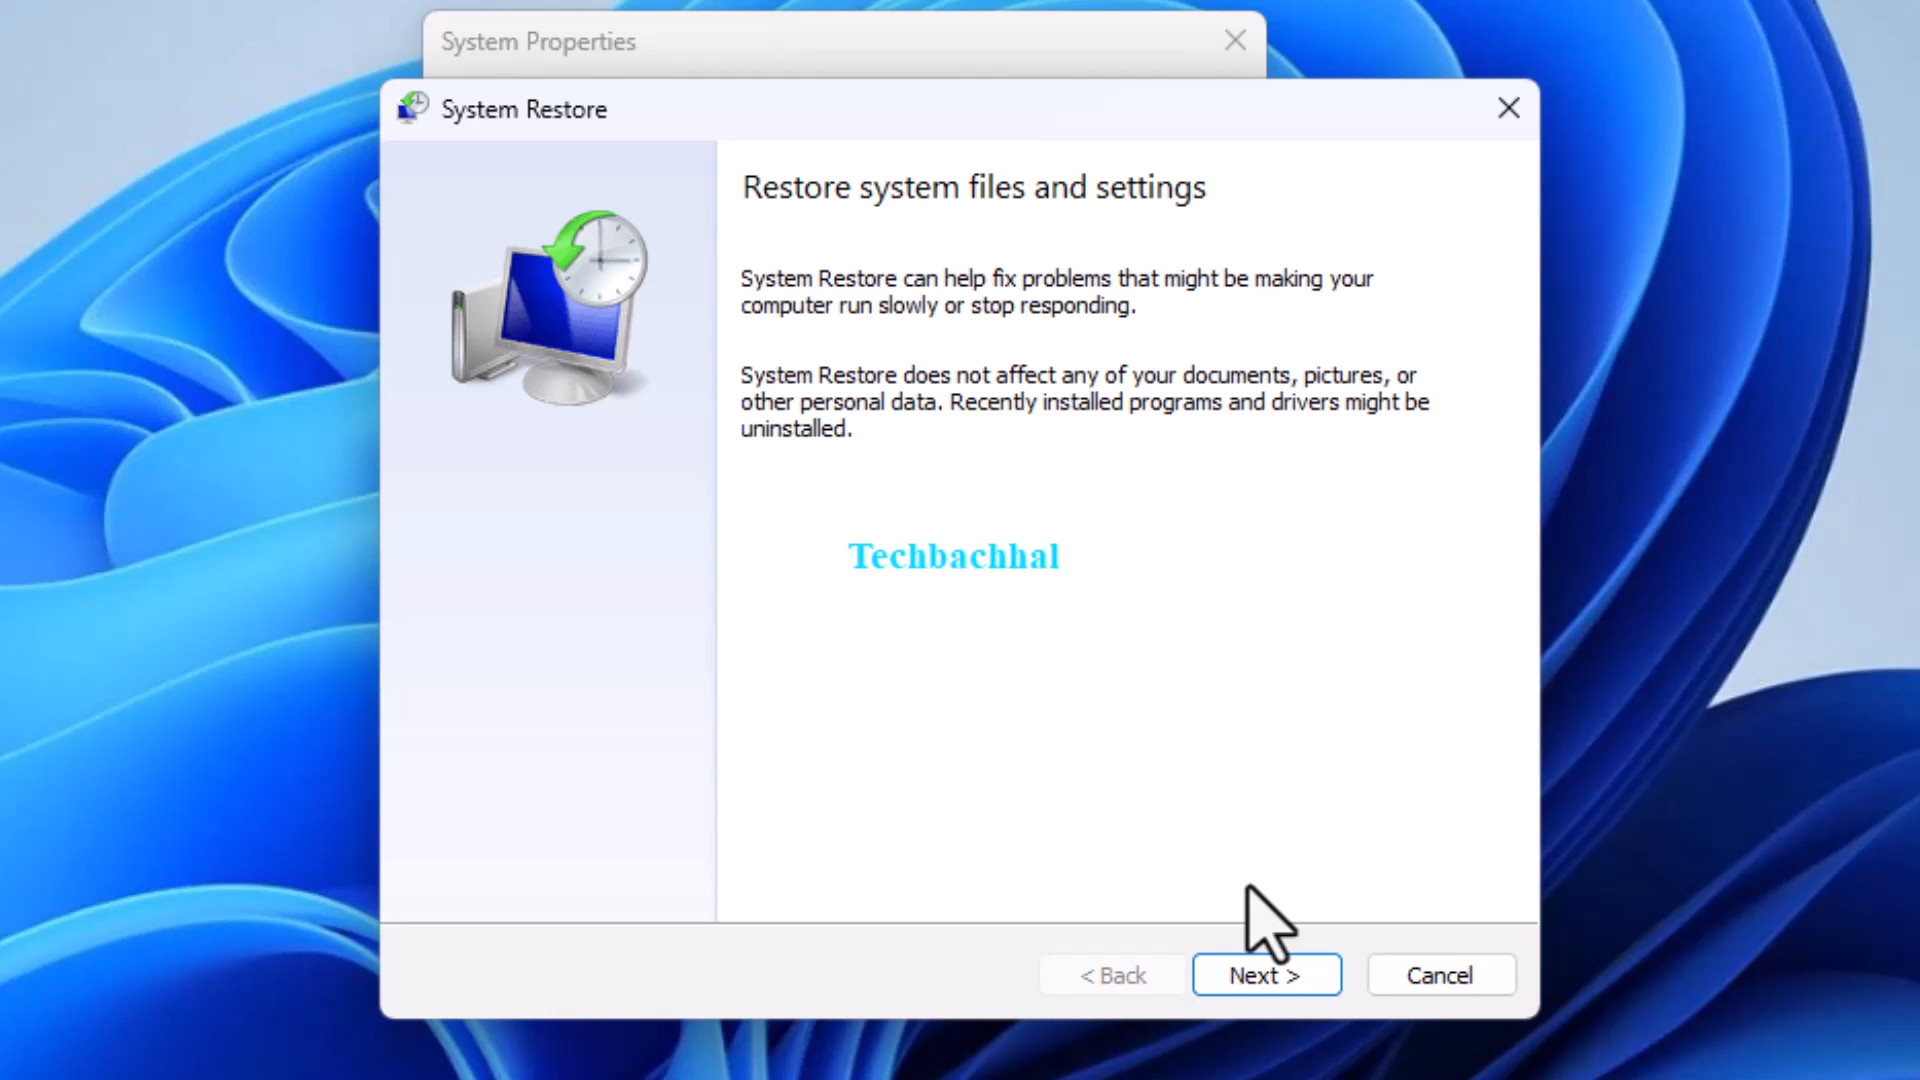 System Properties
System Restore
Restore system files and settings
System Restore can help fix problems that might be making your
computer run slowly or stop responding.
System Restore does not affect any of your documents, pictures, or
other personal data. Recently installed programs and drivers might be
uninstalled.
Techbachhal
< Back
Next >
Cancel